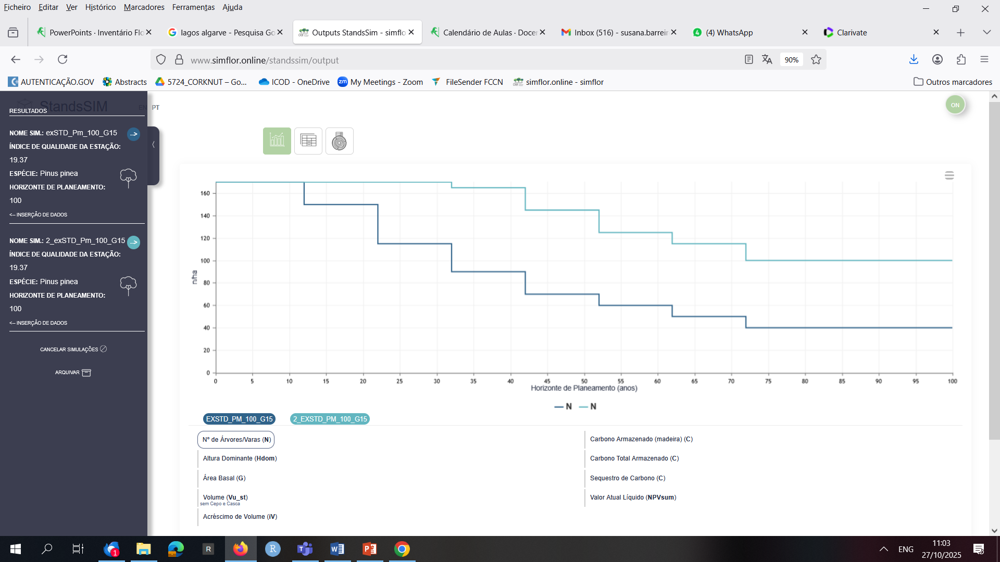 Ficheiro Editar Ver Histórico Marcadores Ferramentas Ajuda
PowerPoints · Inventário Flo
lagos algarve - Pesquisa Go
Outputs StandsSim - simflo
Calendário de Aulas · Docer
Inbox (516) - susana.barreir
(4) WhatsApp
Clarivate
www.simflor.online/standssim/output
90%
AUTENTICAÇÃO.GOV
Abstracts
5724_CORKNUT – Go...
ICOD - OneDrive
zm My Meetings - Zoom
FileSender FCCN
simflor.online - simflor
Outros marcadores
StandsSIM
EN PT
ON
RESULTADOS
NOME SIM.: exSTD_Pm_100_G15
-->
ÍNDICE DE QUALIDADE DA ESTAÇÃO:
19.37
ESPÉCIE: Pinus pinea
HORIZONTE DE PLANEAMENTO:
100
<-- INSERÇÃO DE DADOS
NOME SIM.: 2_exSTD_Pm_100_G15
-->
ÍNDICE DE QUALIDADE DA ESTAÇÃO:
19.37
ESPÉCIE: Pinus pinea
HORIZONTE DE PLANEAMENTO:
100
<-- INSERÇÃO DE DADOS
CANCELAR SIMULAÇÕES
ARQUIVAR
160
140
120
100
80
60
40
20
0
n/ha
0 5 10 15 20 25 30 35 40 45 50 55 60 65 70 75 80 85 90 95 100
Horizonte de Planeamento (anos)
N N
EXSTD_PM_100_G15 2_EXSTD_PM_100_G15
Nº de Árvores/Varas (N)
Altura Dominante (Hdom)
Área Basal (G)
Volume (Vu_st)
sem Cepo e Casca
Acréscimo de Volume (iV)
Carbono Armazenado (madeira) (C)
Carbono Total Armazenado (C)
Sequestro de Carbono (C)
Valor Atual Líquido (NPVsum)
1
R
R
ENG
11:03
27/10/2025